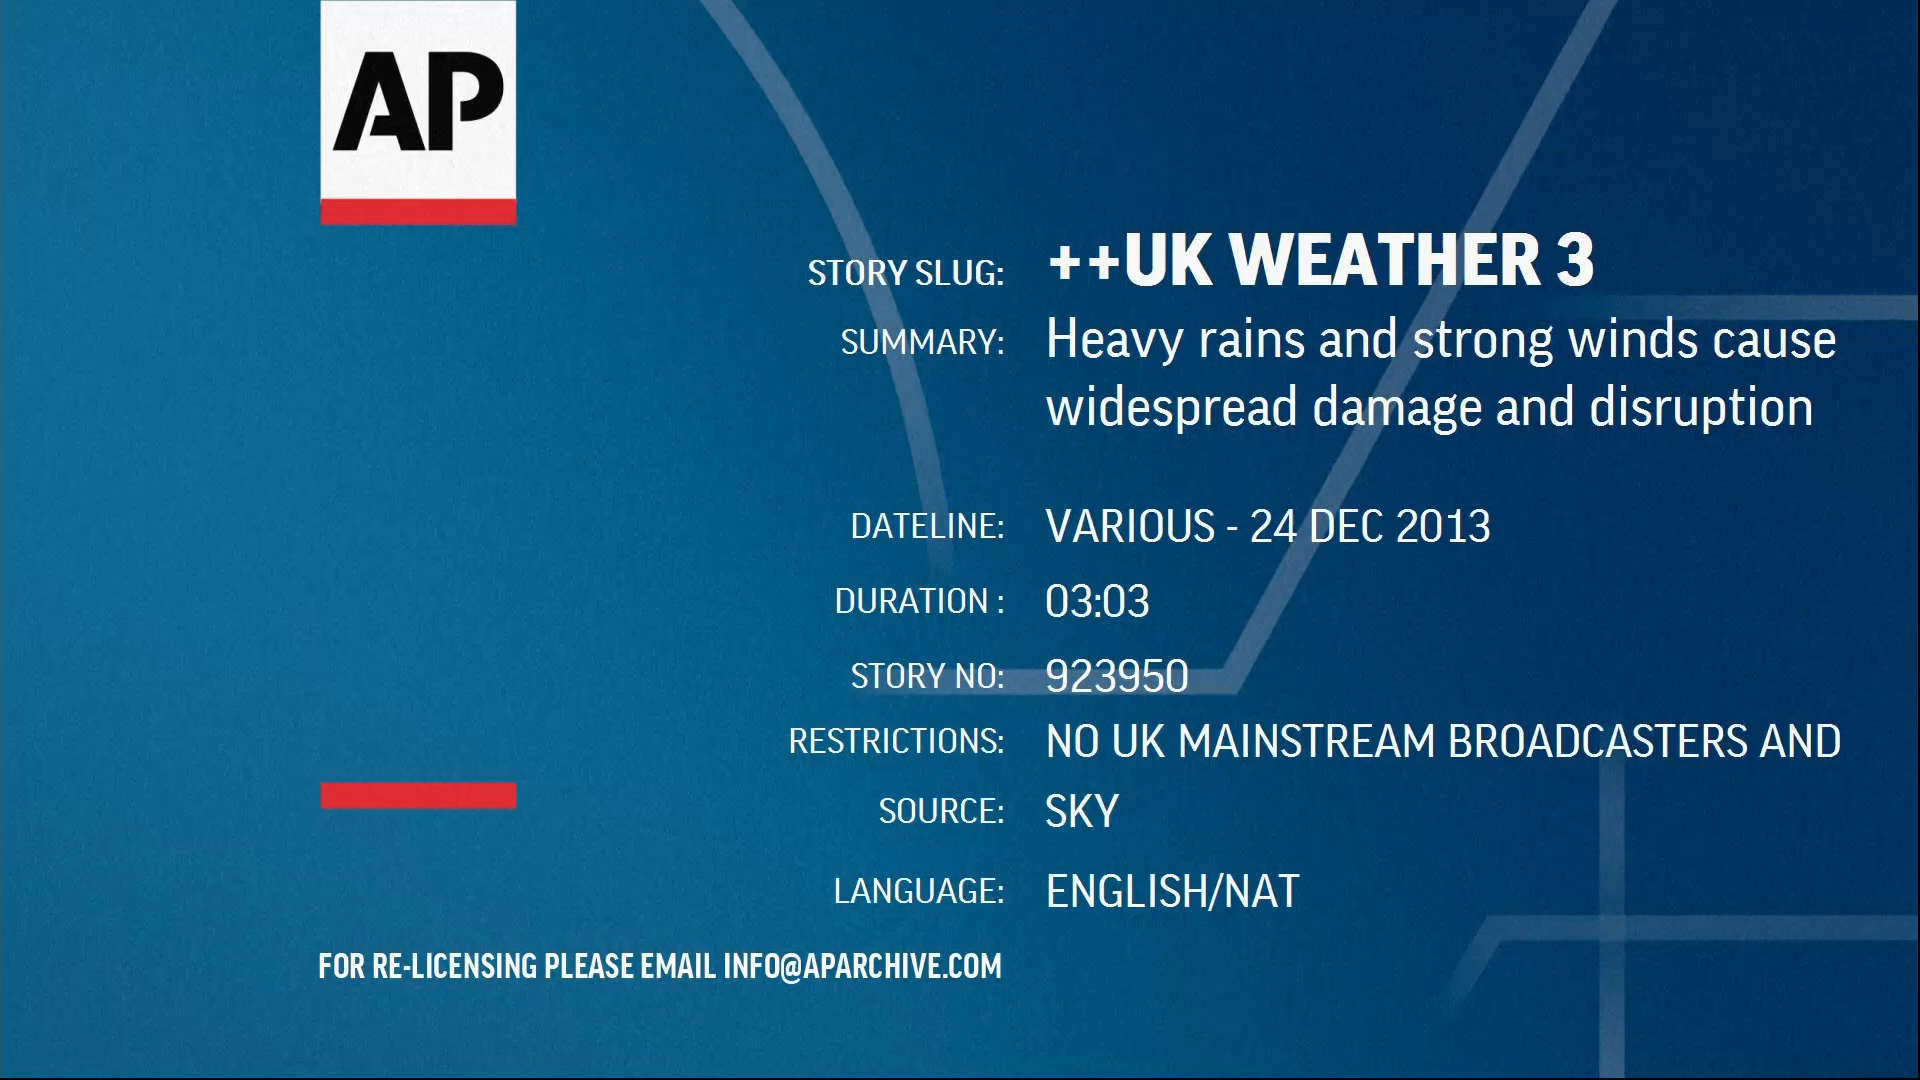 AP
STORY SLUG: ++UK WEATHER 3
SUMMARY: Heavy rains and strong winds cause
widespread damage and disruption
DATELINE: VARIOUS - 24 DEC 2013
DURATION : 03:03
STORY NO: 923950
RESTRICTIONS: NO UK MAINSTREAM BROADCASTERS AND
SOURCE: SKY
LANGUAGE: ENGLISH/NAT
FOR RE-LICENSING PLEASE EMAIL INFO@APARCHIVE.COM